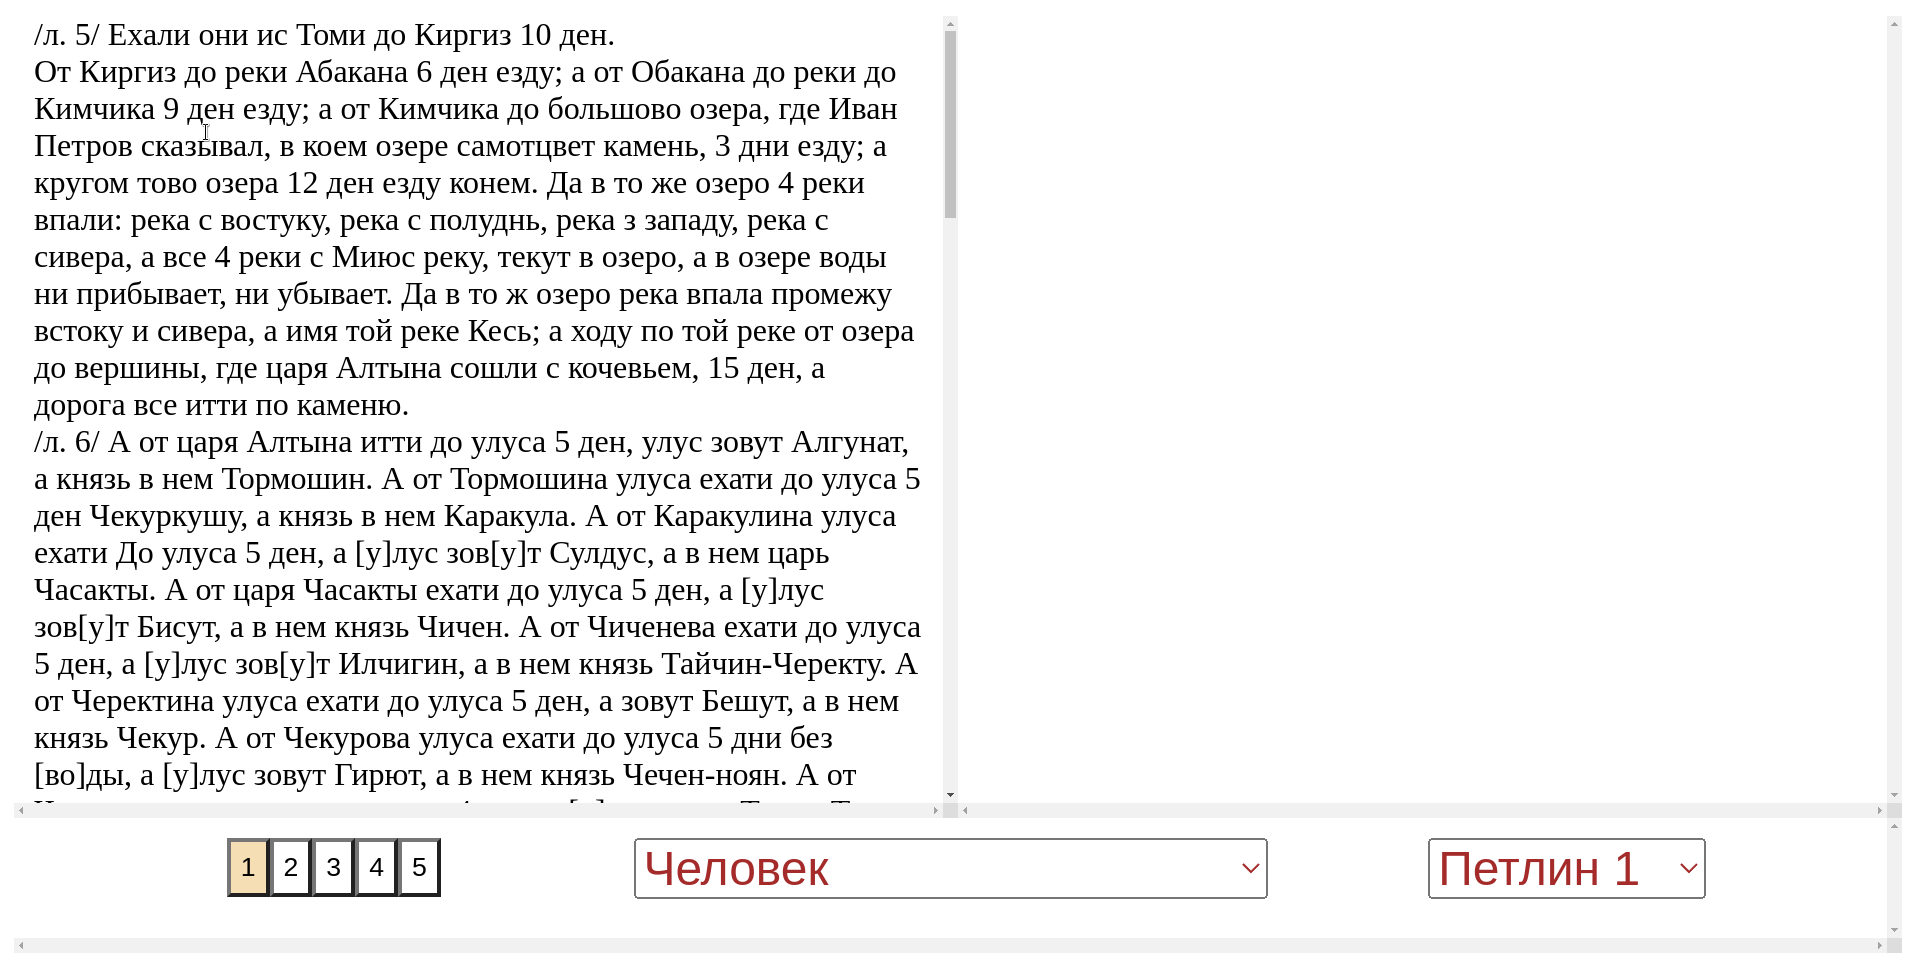 /л. 5/ Ехали они ис Томи до Киргиз 10 ден.
От Киргиз до реки Абакана 6 ден езду; а от Обакана до реки до
Кимчика 9 ден езду; а от Кимчика до большово озера, где Иван
Петров сказывал, в коем озере самотцвет камень, 3 дни езду; а
кругом тово озера 12 ден езду конем. Да в то же озеро 4 реки
впали: река с востуку, река с полуднь, река з западу, река с
сивера, а все 4 реки с Миюс реку, текут в озеро, а в озере воды
ни прибывает, ни убывает. Да в то ж озеро река впала промежу
встоку и сивера, а имя той реке Кесь; а ходу по той реке от озера
до вершины, где царя Алтына сошли с кочевьем, 15 ден, а
дорога все итти по каменю.
/л. 6/ А от царя Алтына итти до улуса 5 ден, улус зовут Алгунат,
а князь в нем Тормошин. А от Тормошина улуса ехати до улуса 5
ден Чекуркушу, а князь в нем Каракула. А от Каракулина улуса
ехати До улуса 5 ден, а [у]лус зов[у]т Сулдус, а в нем царь
Часакты. А от царя Часакты ехати до улуса 5 ден, а [у]лус
зов[у]т Бисут, а в нем князь Чичен. А от Чиченева ехати до улуса
5 ден, а [у]лус зов[у]т Илчигин, а в нем князь Тайчин-Черекту. А
от Черектина улуса ехати до улуса 5 ден, а зовут Бешут, а в нем
князь Чекур. А от Чекурова улуса ехати до улуса 5 дни без
[во]ды, а [у]лус зовут Гирют, а в нем князь Чечен-ноян. А от
1 2 3 4 5 Человек Петлин 1